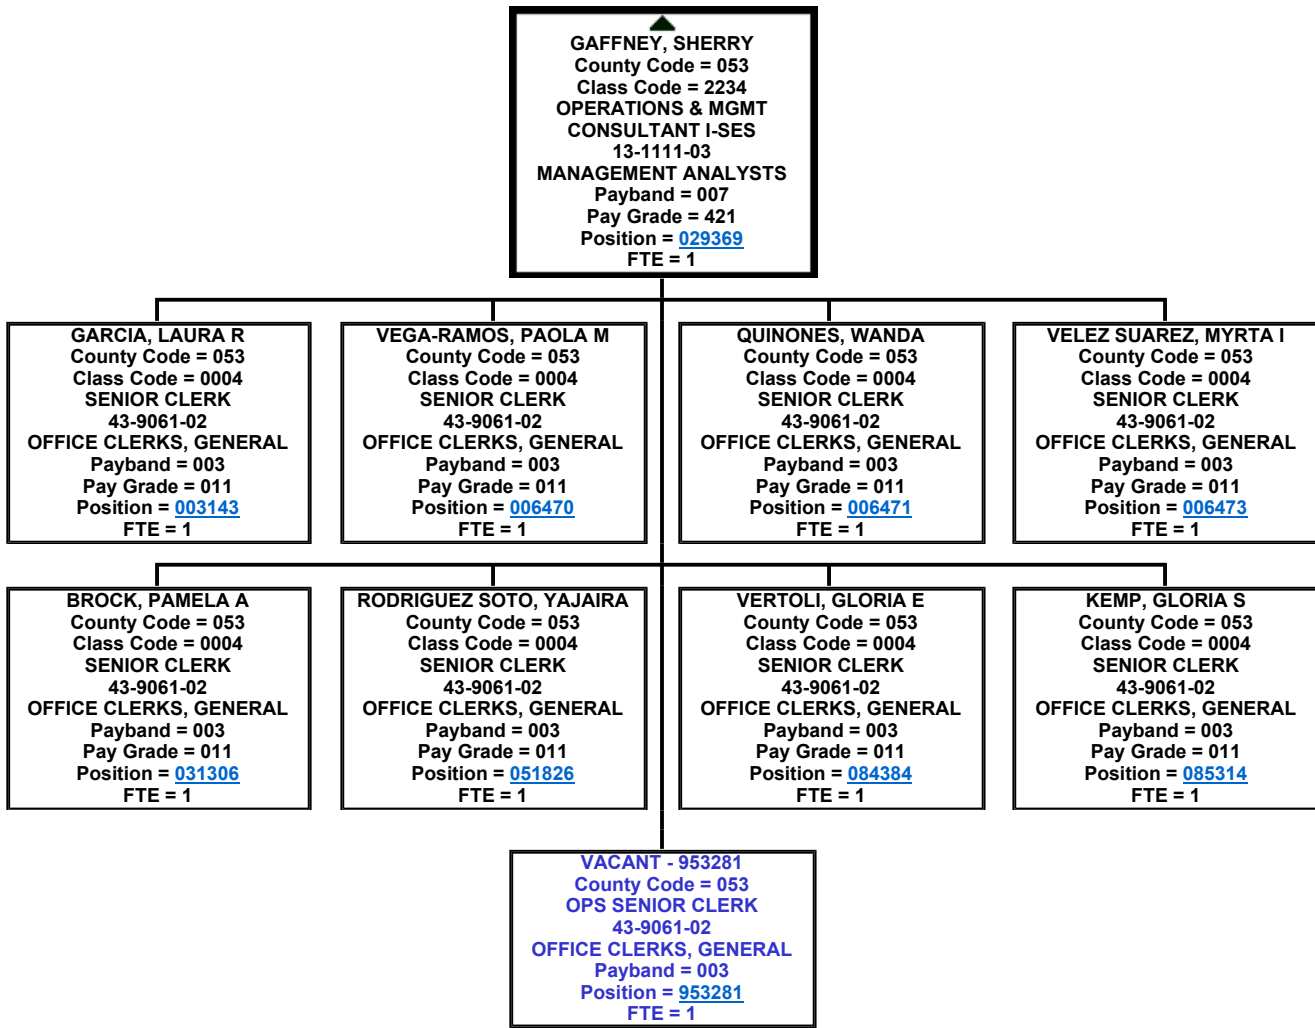 GAFFNEY, SHERRY
County Code = 053
Class Code = 2234
OPERATIONS & MGMT
CONSULTANT I-SES
13-1111-03
MANAGEMENT ANALYSTS
Payband = 007
Pay Grade = 421
Position = 029369
FTE = 1
GARCIA, LAURA R
County Code = 053
Class Code = 0004
SENIOR CLERK
43-9061-02
OFFICE CLERKS, GENERAL
Payband = 003
Pay Grade = 011
Position = 003143
FTE = 1
VEGA-RAMOS, PAOLA M
County Code = 053
Class Code = 0004
SENIOR CLERK
43-9061-02
OFFICE CLERKS, GENERAL
Payband = 003
Pay Grade = 011
Position = 006470
FTE = 1
QUINONES, WANDA
County Code = 053
Class Code = 0004
SENIOR CLERK
43-9061-02
OFFICE CLERKS, GENERAL
Payband = 003
Pay Grade = 011
Position = 006471
FTE = 1
VELEZ SUAREZ, MYRTA I
County Code = 053
Class Code = 0004
SENIOR CLERK
43-9061-02
OFFICE CLERKS, GENERAL
Payband = 003
Pay Grade = 011
Position = 006473
FTE = 1
BROCK, PAMELA A
County Code = 053
Class Code = 0004
SENIOR CLERK
43-9061-02
OFFICE CLERKS, GENERAL
Payband = 003
Pay Grade = 011
Position = 031306
FTE = 1
RODRIGUEZ SOTO, YAJAIRA
County Code = 053
Class Code = 0004
SENIOR CLERK
43-9061-02
OFFICE CLERKS, GENERAL
Payband = 003
Pay Grade = 011
Position = 051826
FTE = 1
VERTOLI, GLORIA E
County Code = 053
Class Code = 0004
SENIOR CLERK
43-9061-02
OFFICE CLERKS, GENERAL
Payband = 003
Pay Grade = 011
Position = 084384
FTE = 1
KEMP, GLORIA S
County Code = 053
Class Code = 0004
SENIOR CLERK
43-9061-02
OFFICE CLERKS, GENERAL
Payband = 003
Pay Grade = 011
Position = 085314
FTE = 1
VACANT - 953281
County Code = 053
OPS SENIOR CLERK
43-9061-02
OFFICE CLERKS, GENERAL
Payband = 003
Position = 953281
FTE = 1